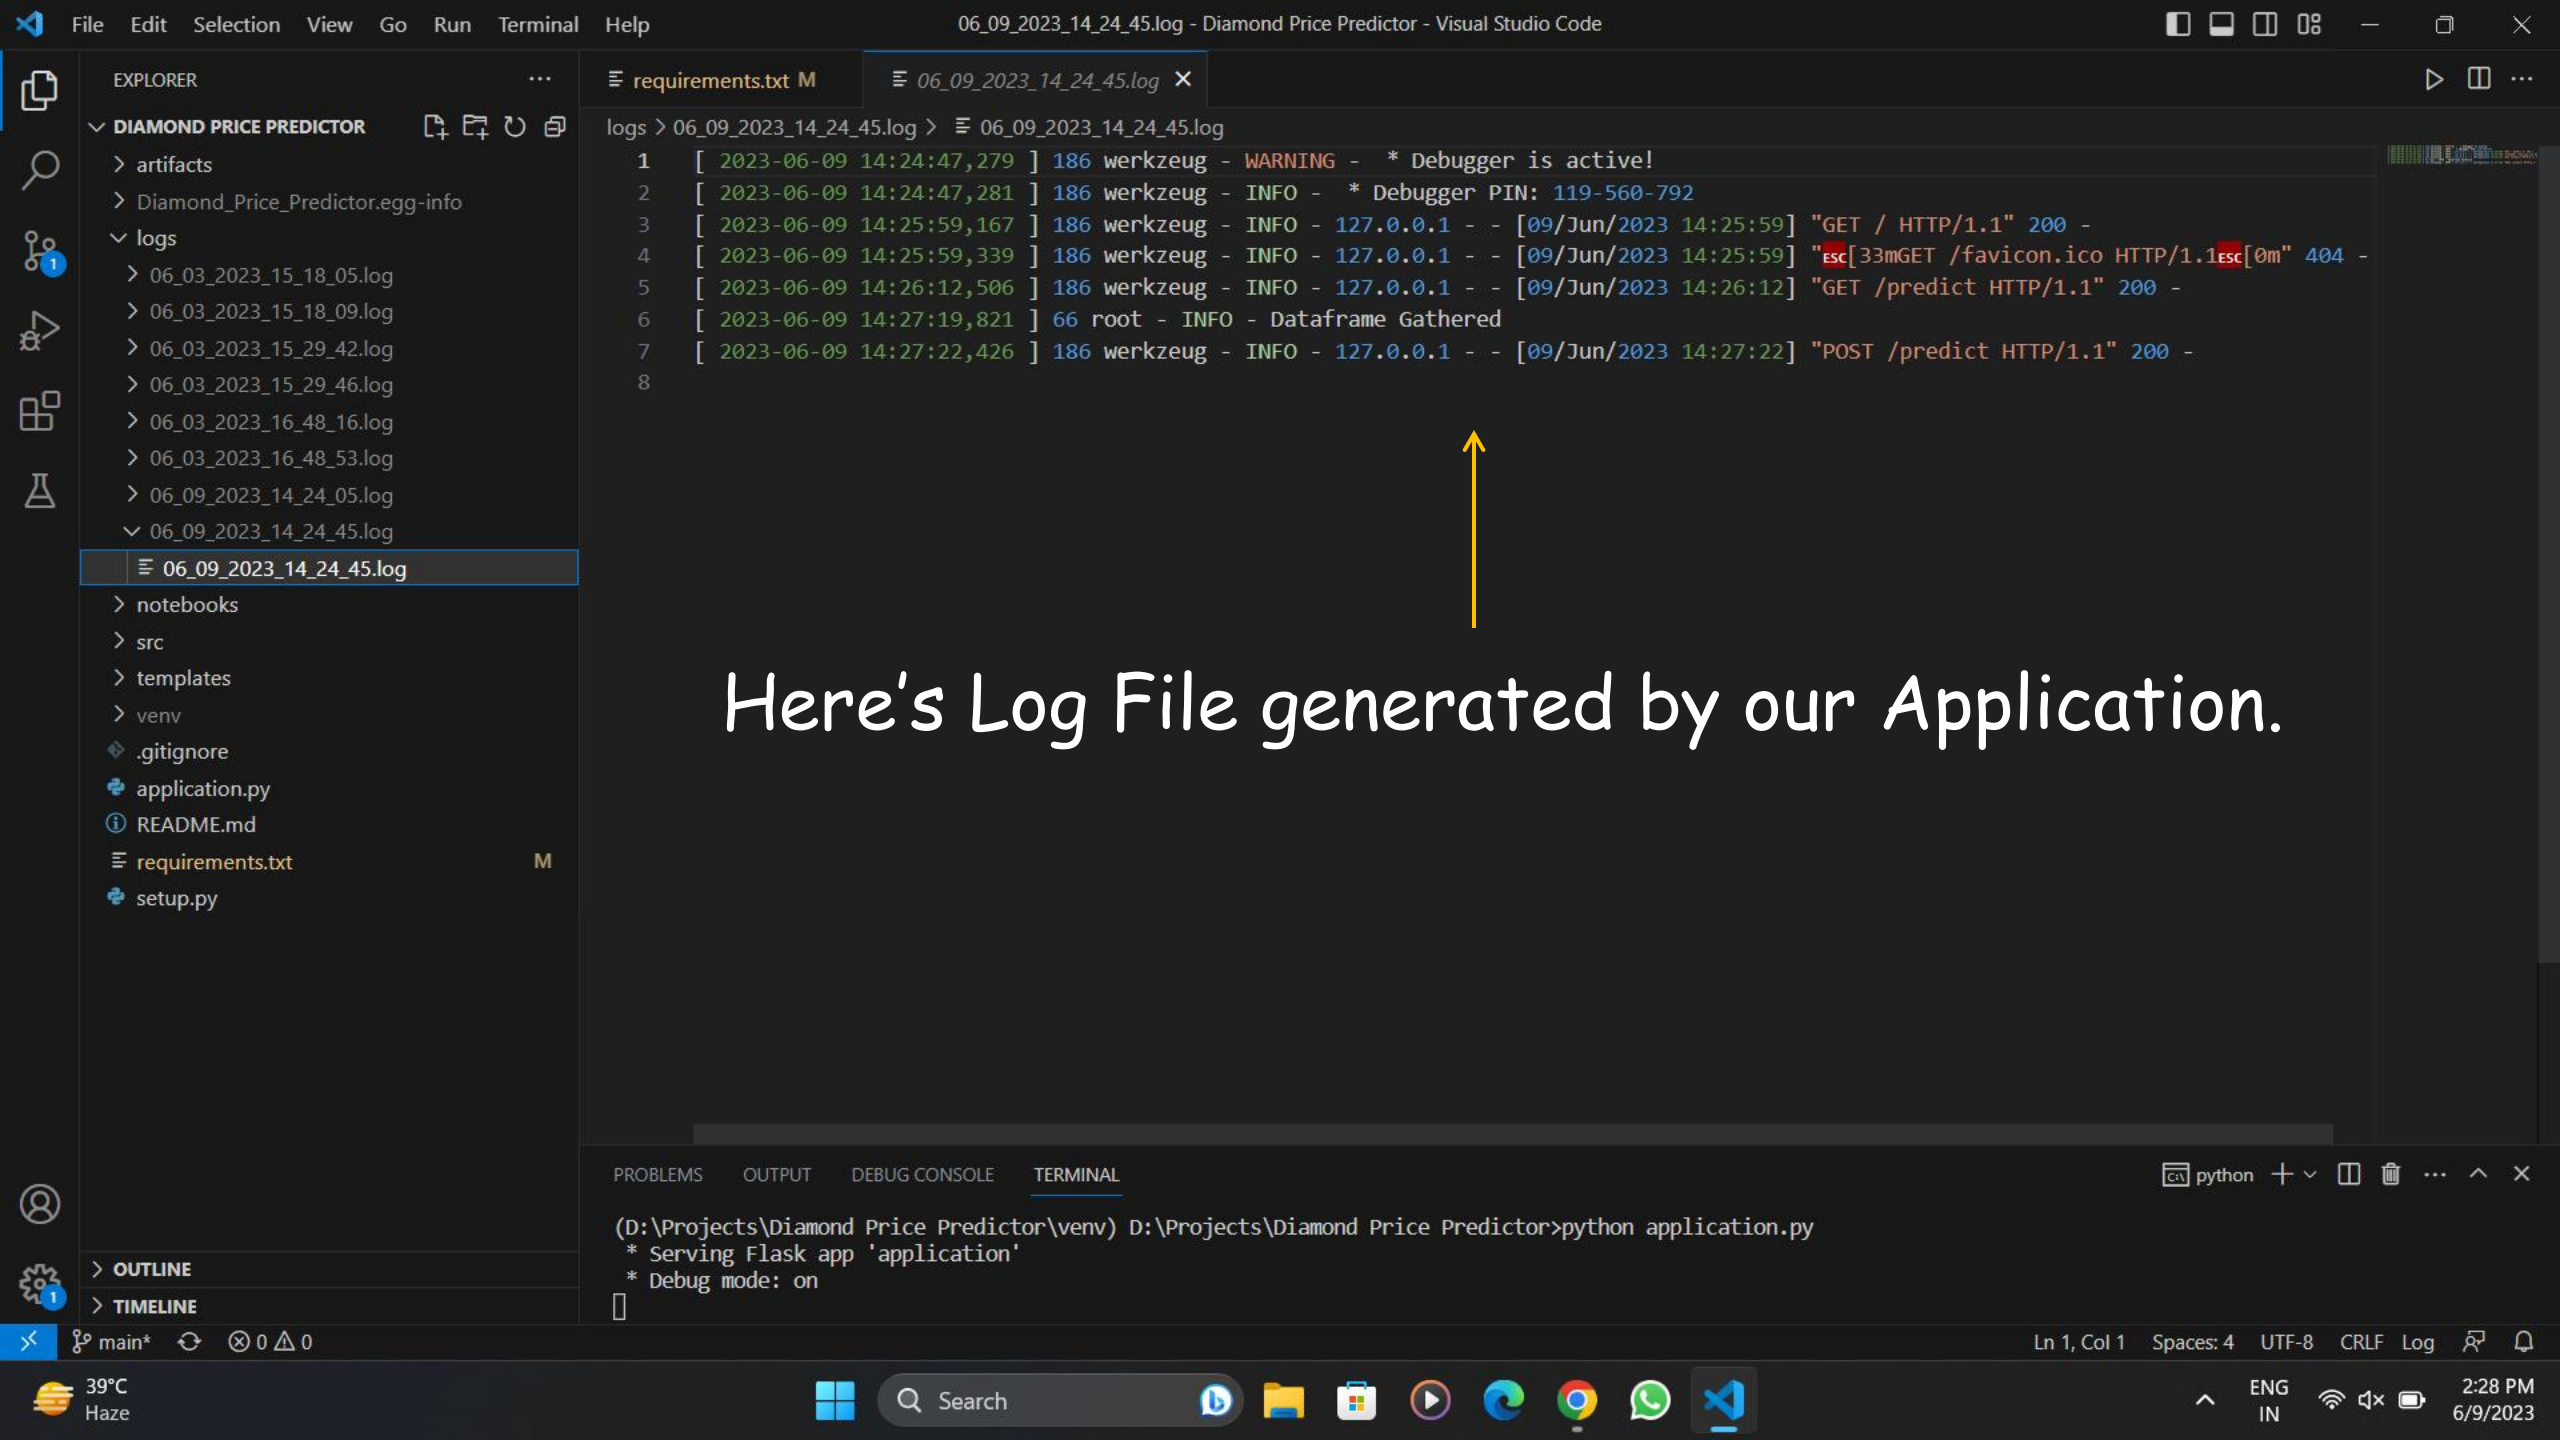 File Edit Selection View Go Run Terminal Help
06_09_2023_14_24_45.log - Diamond Price Predictor - Visual Studio Code
EXPLORER
requirements.txt M
06_09_2023_14_24_45.log
DIAMOND PRICE PREDICTOR
logs > 06_09_2023_14_24_45.log > 06_09_2023_14_24_45.log
artifacts
Diamond_Price_Predictor.egg-info
logs
06_03_2023_15_18_05.log
06_03_2023_15_18_09.log
06_03_2023_15_29_42.log
06_03_2023_15_29_46.log
06_03_2023_16_48_16.log
06_03_2023_16_48_53.log
06_09_2023_14_24_05.log
06_09_2023_14_24_45.log
06_09_2023_14_24_45.log
notebooks
src
templates
venv
.gitignore
application.py
README.md
requirements.txt M
setup.py
OUTLINE
TIMELINE
1 [ 2023-06-09 14:24:47,279 ] 186 werkzeug - WARNING -  * Debugger is active!
2 [ 2023-06-09 14:24:47,281 ] 186 werkzeug - INFO -  * Debugger PIN: 119-560-792
3 [ 2023-06-09 14:25:59,167 ] 186 werkzeug - INFO - 127.0.0.1 - - [09/Jun/2023 14:25:59] "GET / HTTP/1.1" 200 -
4 [ 2023-06-09 14:25:59,339 ] 186 werkzeug - INFO - 127.0.0.1 - - [09/Jun/2023 14:25:59] "ESC[33mGET /favicon.ico HTTP/1.1ESC[0m" 404 -
5 [ 2023-06-09 14:26:12,506 ] 186 werkzeug - INFO - 127.0.0.1 - - [09/Jun/2023 14:26:12] "GET /predict HTTP/1.1" 200 -
6 [ 2023-06-09 14:27:19,821 ] 66 root - INFO - Dataframe Gathered
7 [ 2023-06-09 14:27:22,426 ] 186 werkzeug - INFO - 127.0.0.1 - - [09/Jun/2023 14:27:22] "POST /predict HTTP/1.1" 200 -
8
Here's Log File generated by our Application.
PROBLEMS OUTPUT DEBUG CONSOLE TERMINAL
python
(D:\Projects\Diamond Price Predictor\venv) D:\Projects\Diamond Price Predictor>python application.py
* Serving Flask app 'application'
* Debug mode: on
main* 0 0
Ln 1, Col 1 Spaces: 4 UTF-8 CRLF Log
39°C
Haze
Search
ENG
IN
2:28 PM
6/9/2023